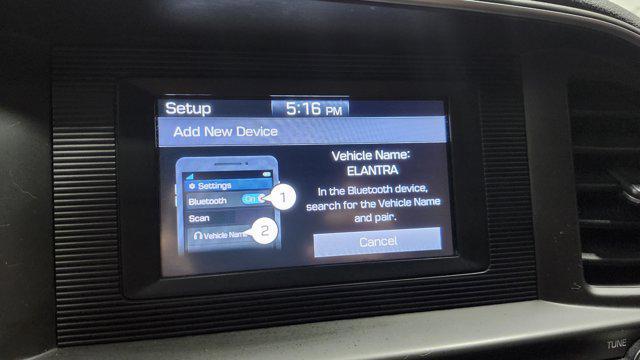 Setup
5:16 PM
Add New Device
Vehicle Name:
ELANTRA
In the Bluetooth device,
search for the Vehicle Name
and pair.
Cancel
Settings
Bluetooth On 1
Scan
Vehicle Name 2
TUNE